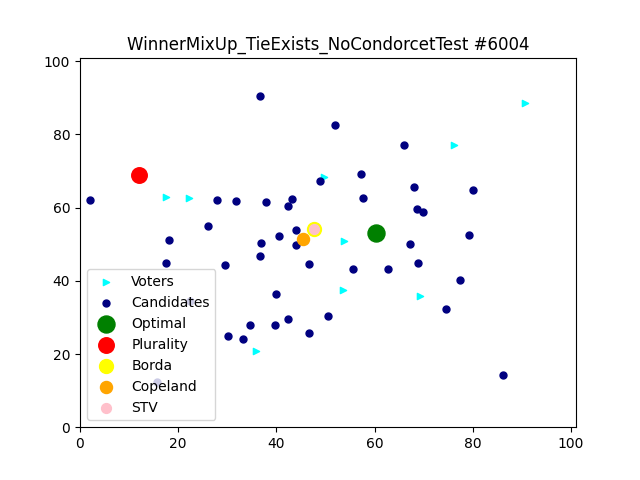 WinnerMixUp_TieExists_NoCondorcetTest #6004
100
80
60
40
20
0
Voters
Candidates
Optimal
Plurality
Borda
Copeland
STV
0 20 40 60 80 100